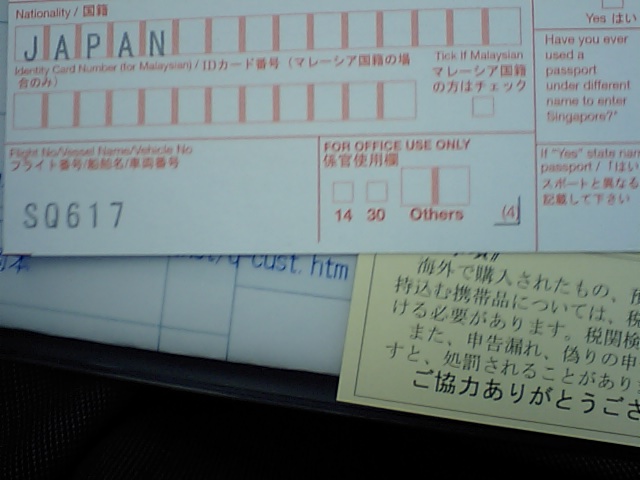 Nationality / 国籍
JAPAN
Identity Card Number (for Malaysian) / IDカード番号 (マレーシア国籍の場
合のみ)
Tick If Malaysian
マレーシア国籍
の方はチェック
Flight No/Vessel Name/Vehicle No
フライト番号/船舶名/車両番号
SQ617
FOR OFFICE USE ONLY
係官使用欄
14 30 Others (4)
Yes はい
Have you ever
used a
passport
under different
name to enter
Singapore?*
If "Yes" state nam
passport / 「はい
スポートと異なる
記載して下さい
cust.htm
海外で購入されたもの、
持込む携帯品については、税
ける必要があります。税関検
また、申告漏れ、偽りの申
すと、処罰されることがあり
ご協力ありがとうござ